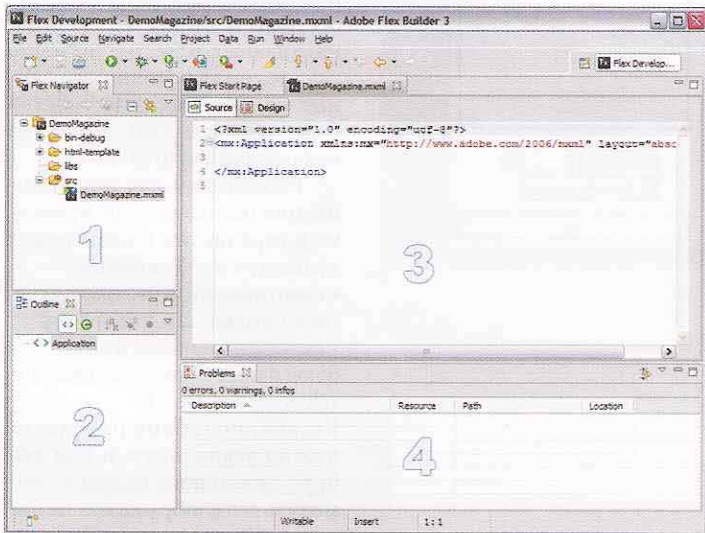 Flex Development - DemoMagazine/src/DemoMagazine.mxml - Adobe Flex Builder 3
File Edit Source Navigate Search Project Data Run Window Help
Flex Develop...
Flex Navigator
Flex Start Page
DemoMagazine.mxml
Source Design
DemoMagazine
bin-debug
html-template
libs
src
DemoMagazine.mxml
1
1 <?xml version="1.0" encoding="utf-8"?>
2 <mx:Application xmlns:mx="http://www.adobe.com/2006/mxml" layout="absc
3
4 </mx:Application>
5
3
Outline
Application
2
Problems
0 errors, 0 warnings, 0 infos
Description Resource Path Location
4
Writable Insert 1:1